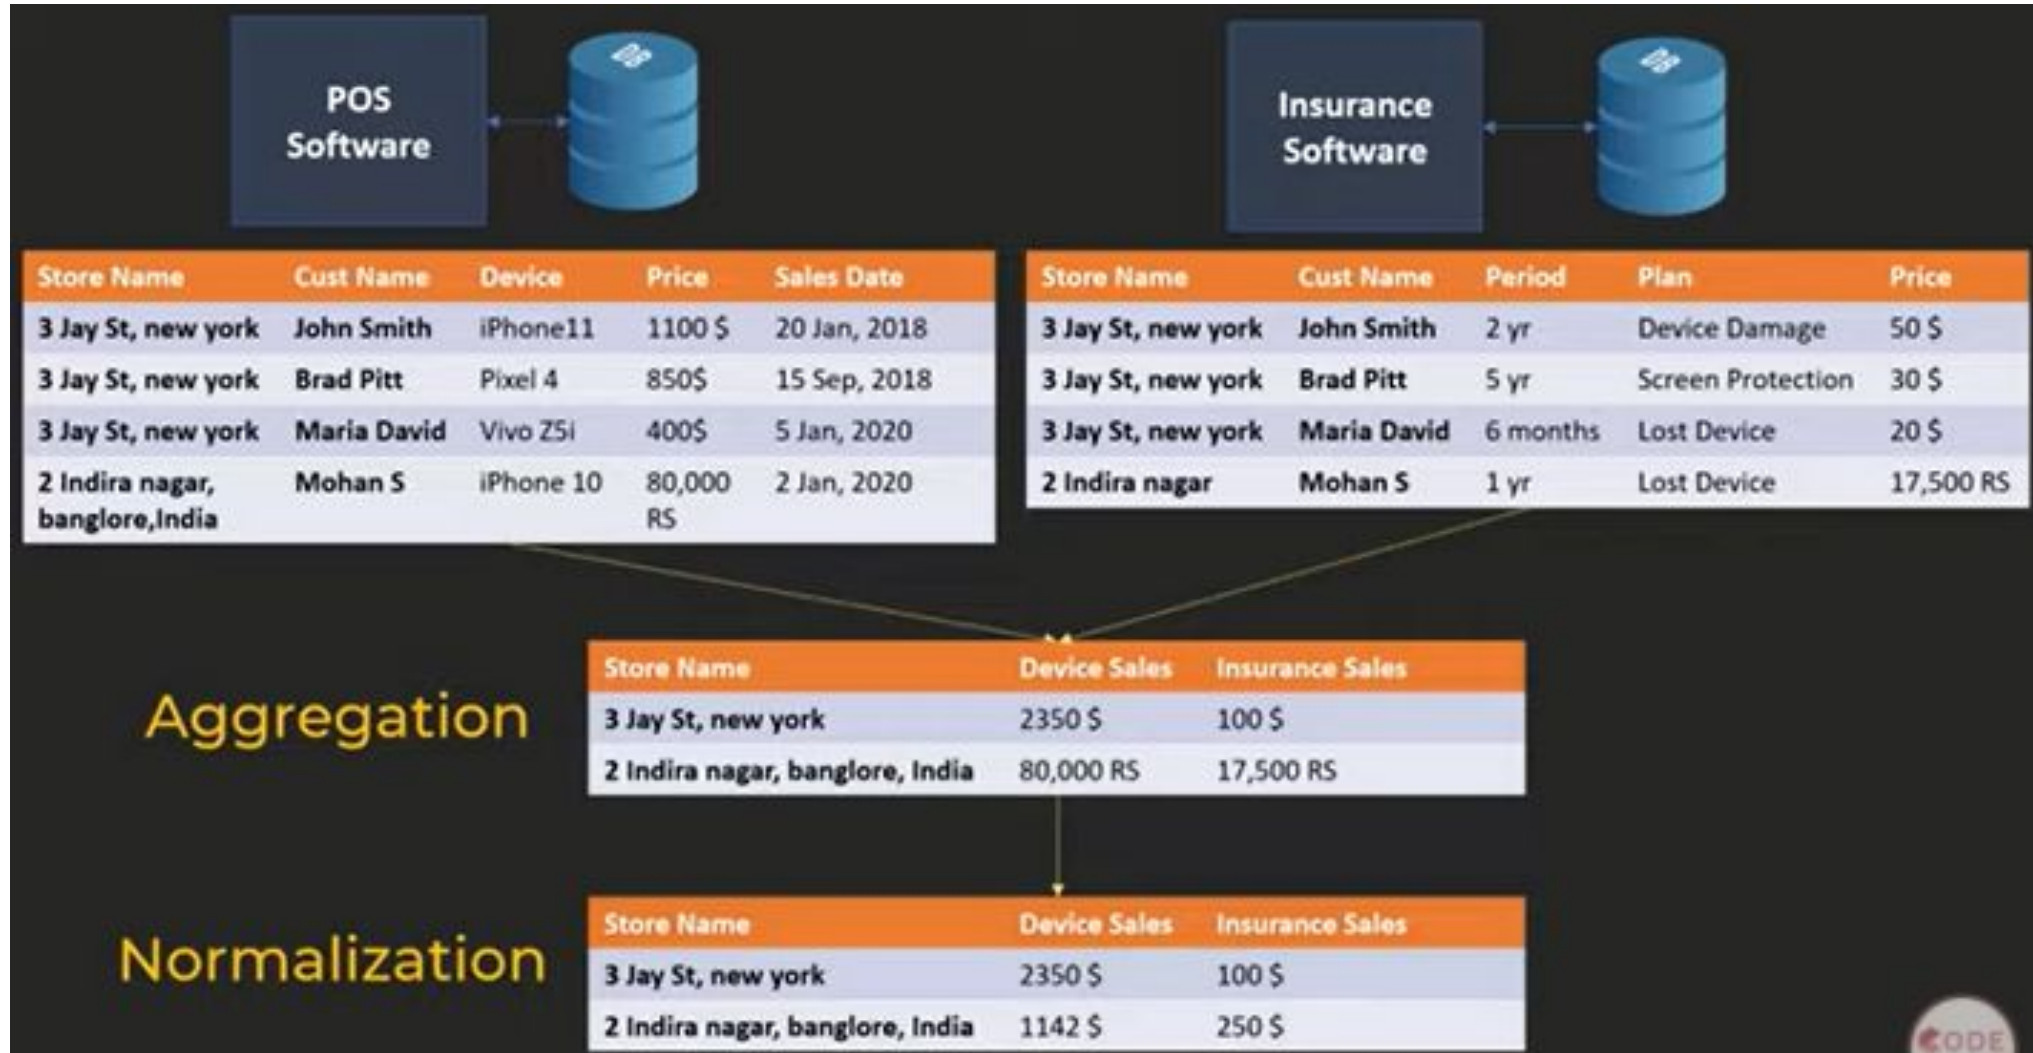 POS
Software
Insurance
Software
Store Name Cust Name Device Price Sales Date
3 Jay St, new york John Smith iPhone11 1100 $ 20 Jan, 2018
3 Jay St, new york Brad Pitt Pixel 4 850$ 15 Sep, 2018
3 Jay St, new york Maria David Vivo Z5i 400$ 5 Jan, 2020
2 Indira nagar, Mohan S iPhone 10 80,000 2 Jan, 2020
banglore,India RS
Store Name Cust Name Period Plan Price
3 Jay St, new york John Smith 2 yr Device Damage 50 $
3 Jay St, new york Brad Pitt 5 yr Screen Protection 30 $
3 Jay St, new york Maria David 6 months Lost Device 20 $
2 Indira nagar Mohan S 1 yr Lost Device 17,500 RS
Aggregation
Store Name Device Sales Insurance Sales
3 Jay St, new york 2350 $ 100 $
2 Indira nagar, banglore, India 80,000 RS 17,500 RS
Normalization
Store Name Device Sales Insurance Sales
3 Jay St, new york 2350 $ 100 $
2 Indira nagar, banglore, India 1142 $ 250 $
CODE